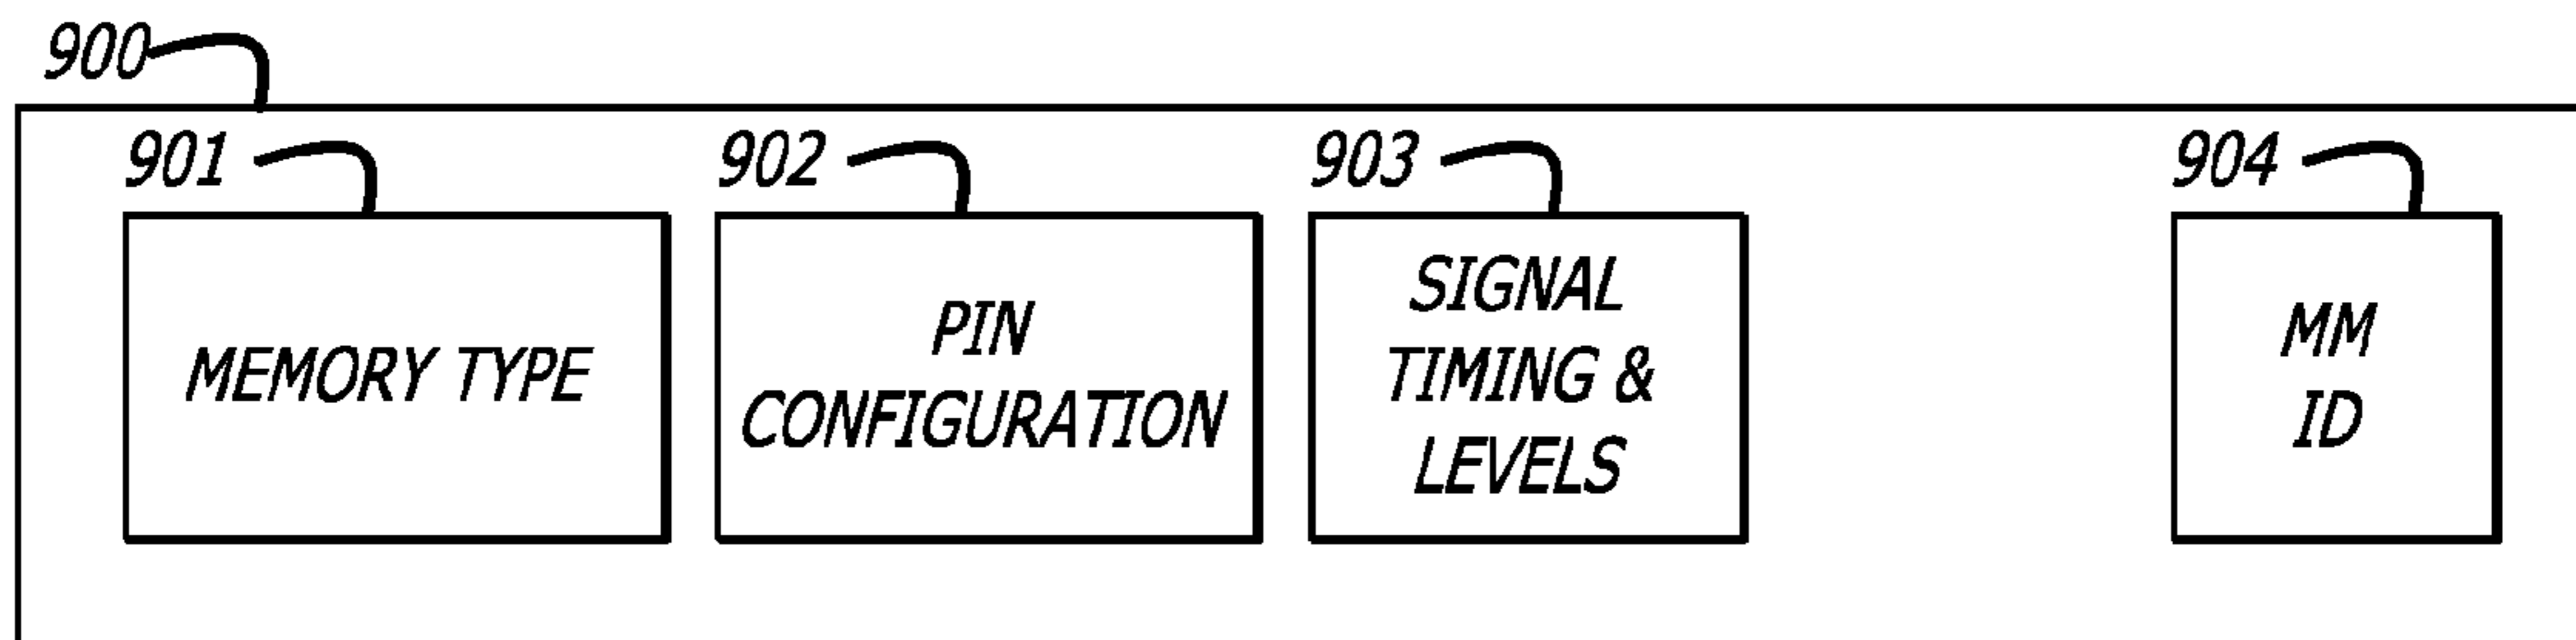 900
901 902 903 904
MEMORY TYPE
PIN
CONFIGURATION
SIGNAL
TIMING &
LEVELS
MM
ID